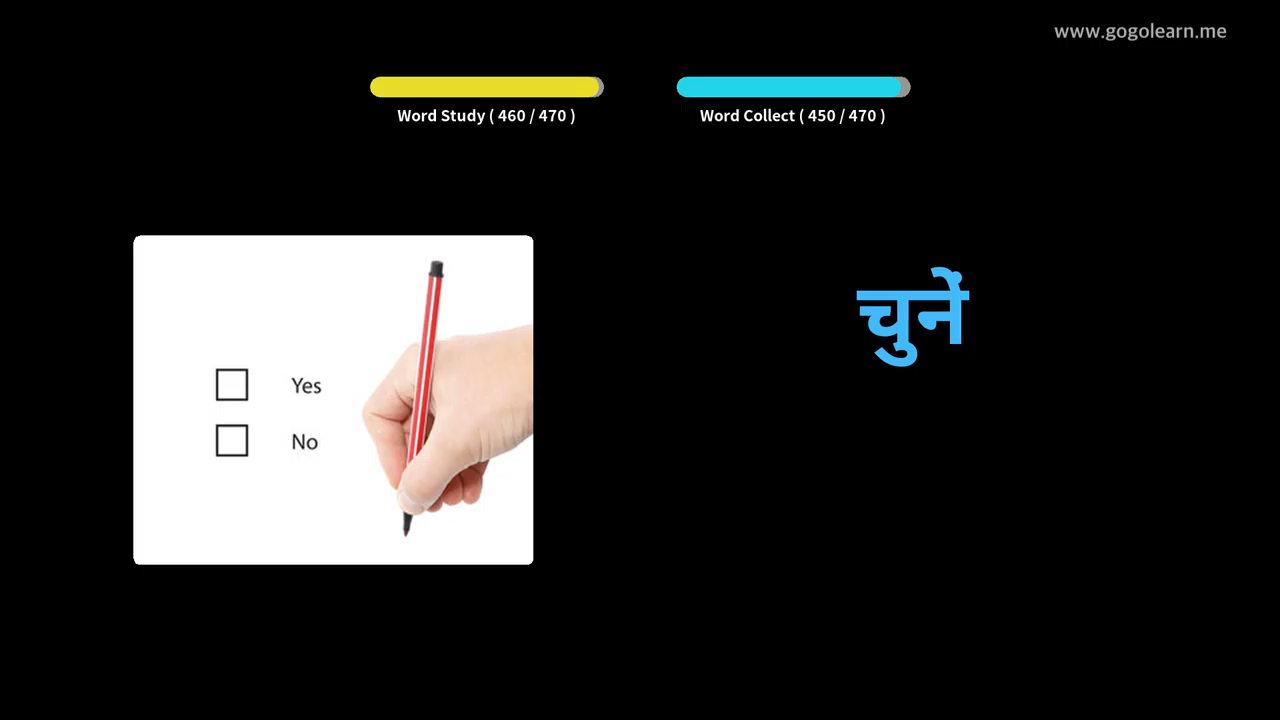 www.gogolearn.me
Word Study ( 460 / 470 )
Word Collect ( 450 / 470 )
चुनें
Yes
No